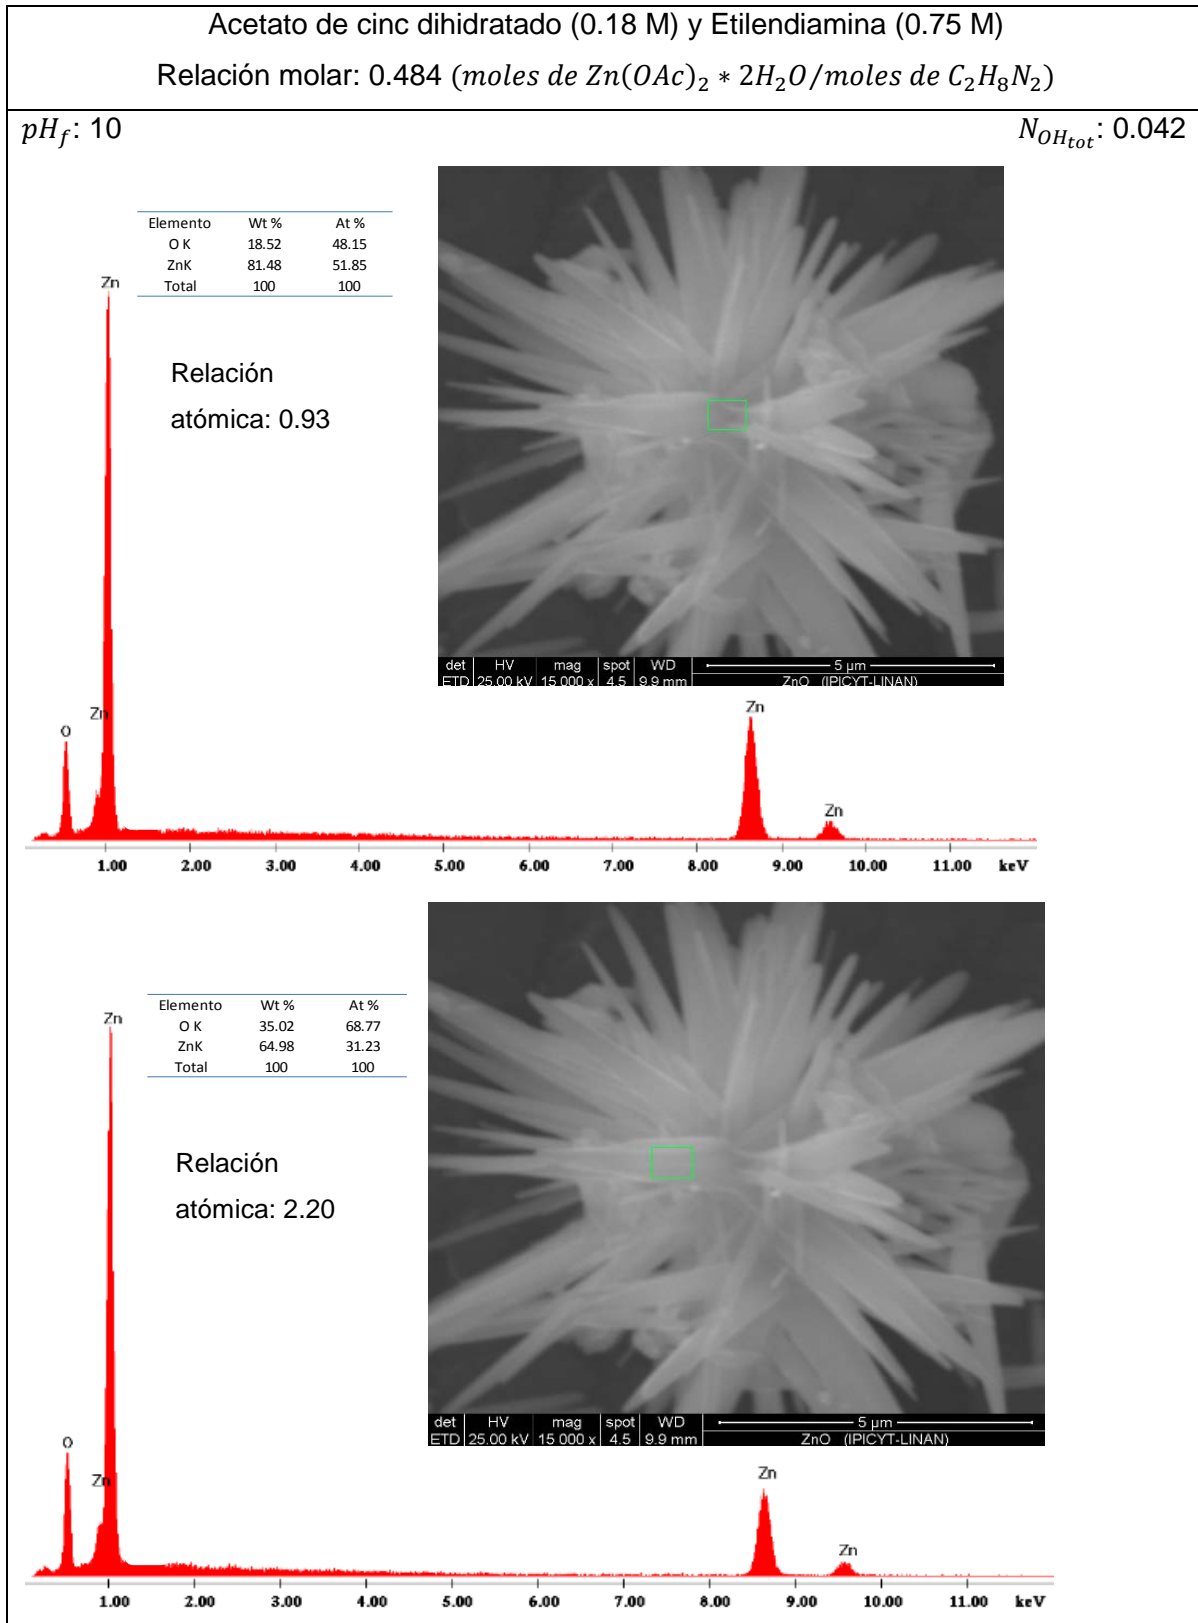 Acetato de cinc dihidratado (0.18 M) y Etilendiamina (0.75 M)
Relación molar: 0.484 (moles de Zn(OAc)₂ * 2H₂O/moles de C₂H₈N₂)
pH_f: 10 N_OH_tot: 0.042
Elemento Wt % At %
O K 18.52 48.15
ZnK 81.48 51.85
Total 100 100
Zn
Relación
atómica: 0.93
det HV mag spot WD 5 µm
ETD 25.00 kV 15 000 x 4.5 9.9 mm ZnO (IPICYT-LINAN)
Zn
Zn
O
Zn
1.00 2.00 3.00 4.00 5.00 6.00 7.00 8.00 9.00 10.00 11.00 keV
Elemento Wt % At %
O K 35.02 68.77
ZnK 64.98 31.23
Total 100 100
Zn
Relación
atómica: 2.20
det HV mag spot WD 5 µm
ETD 25.00 kV 15 000 x 4.5 9.9 mm ZnO (IPICYT-LINAN)
O
Zn
Zn
Zn
1.00 2.00 3.00 4.00 5.00 6.00 7.00 8.00 9.00 10.00 11.00 keV